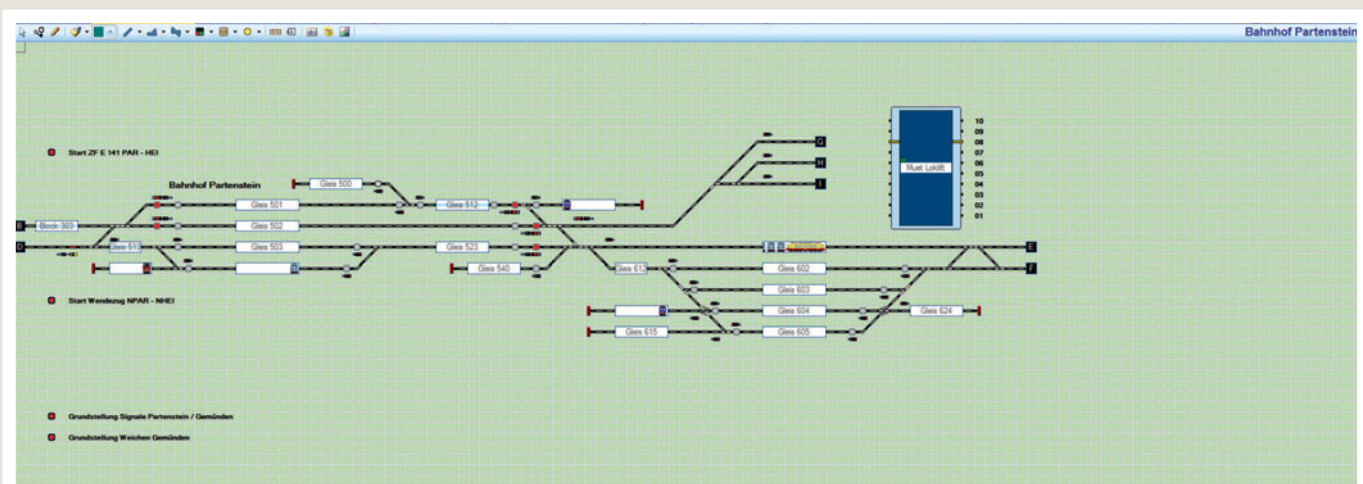 Bahnhof Partenstein
10
09
08
07
06
05
04
03
02
01
Muet Loklift
G
H
I
Start ZF E 141 PAR - HEI
Bahnhof Partenstein
Gleis 500
Gleis 501
Gleis 512
B
Block 303
Gleis 502
D
Gleis 513
Gleis 503
Gleis 523
E
Gleis 540
Gleis 612
Gleis 602
F
Gleis 603
Start Wendezug NPAR - NHEI
Gleis 604
Gleis 624
Gleis 615
Gleis 605
Grundstellung Signale Partenstein / Gemünden
Grundstellung Weichen Gemünden